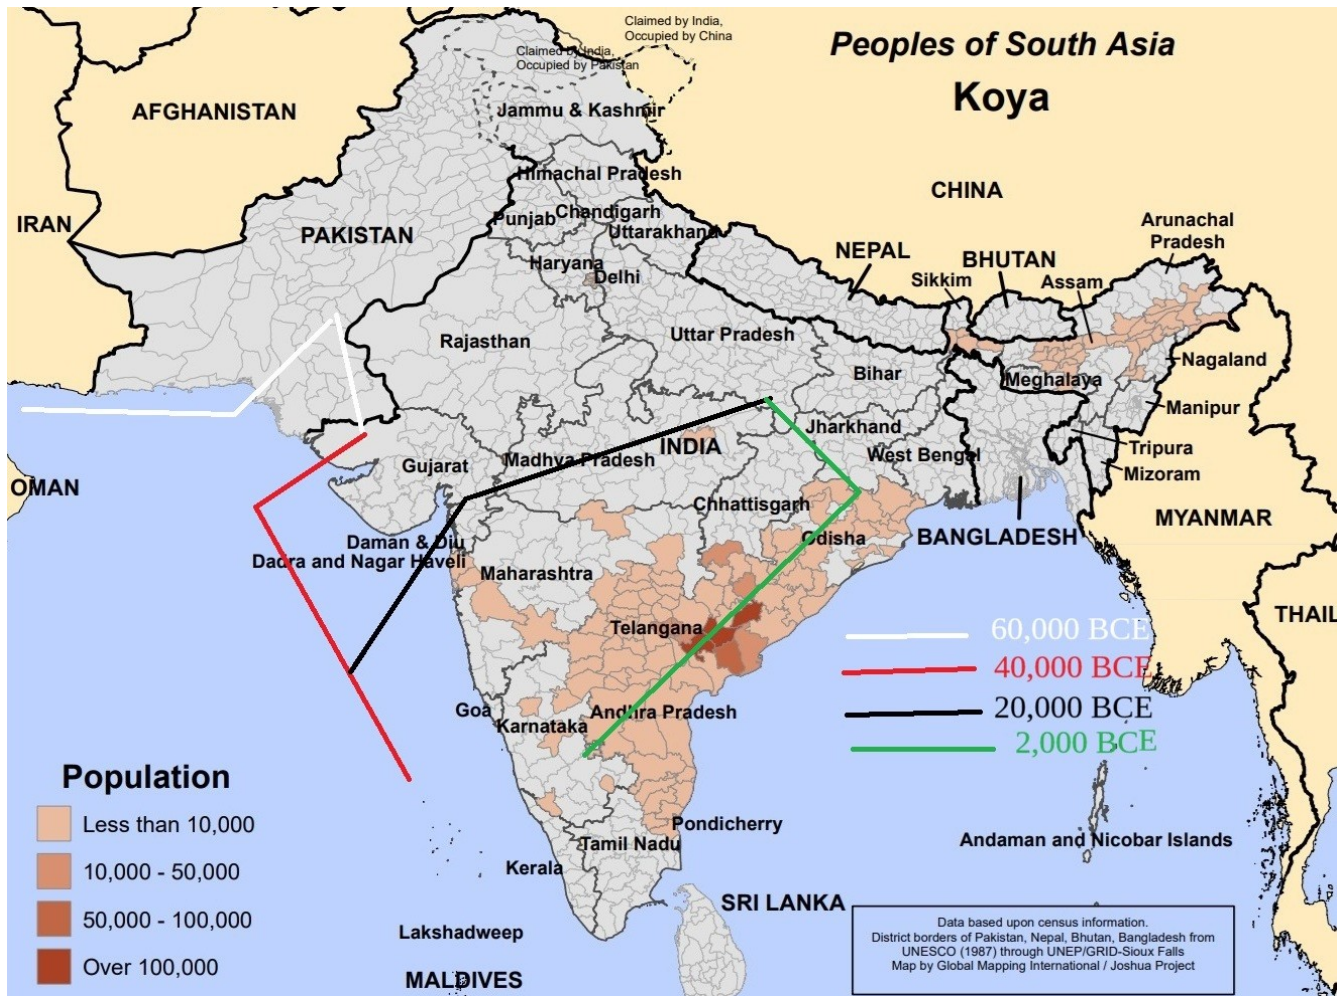 Claimed by India,
Occupied by China
Peoples of South Asia
Koya
Claimed by India,
Occupied by Pakistan
AFGHANISTAN
Jammu & Kashmir
Himachal Pradesh
CHINA
IRAN
PAKISTAN
Punjab
Chandigarh
Uttarakhand
Arunachal
Pradesh
NEPAL
BHUTAN
Haryana
Delhi
Sikkim
Assam
Rajasthan
Uttar Pradesh
Bihar
Nagaland
Meghalaya
Manipur
Jharkhand
INDIA
Tripura
West Bengal
Gujarat
Madhya Pradesh
Mizoram
OMAN
Chhattisgarh
MYANMAR
Odisha
BANGLADESH
Daman & Diu
Dadra and Nagar Haveli
Maharashtra
THAIL
Telangana
60,000 BCE
40,000 BCE
Goa
Andhra Pradesh
20,000 BCE
Karnataka
2,000 BCE
Population
Less than 10,000
10,000 - 50,000
50,000 - 100,000
Over 100,000
Pondicherry
Tamil Nadu
Andaman and Nicobar Islands
Kerala
SRI LANKA
Lakshadweep
MALDIVES
Data based upon census information.
District borders of Pakistan, Nepal, Bhutan, Bangladesh from
UNESCO (1987) through UNEP/GRID-Sioux Falls
Map by Global Mapping International / Joshua Project